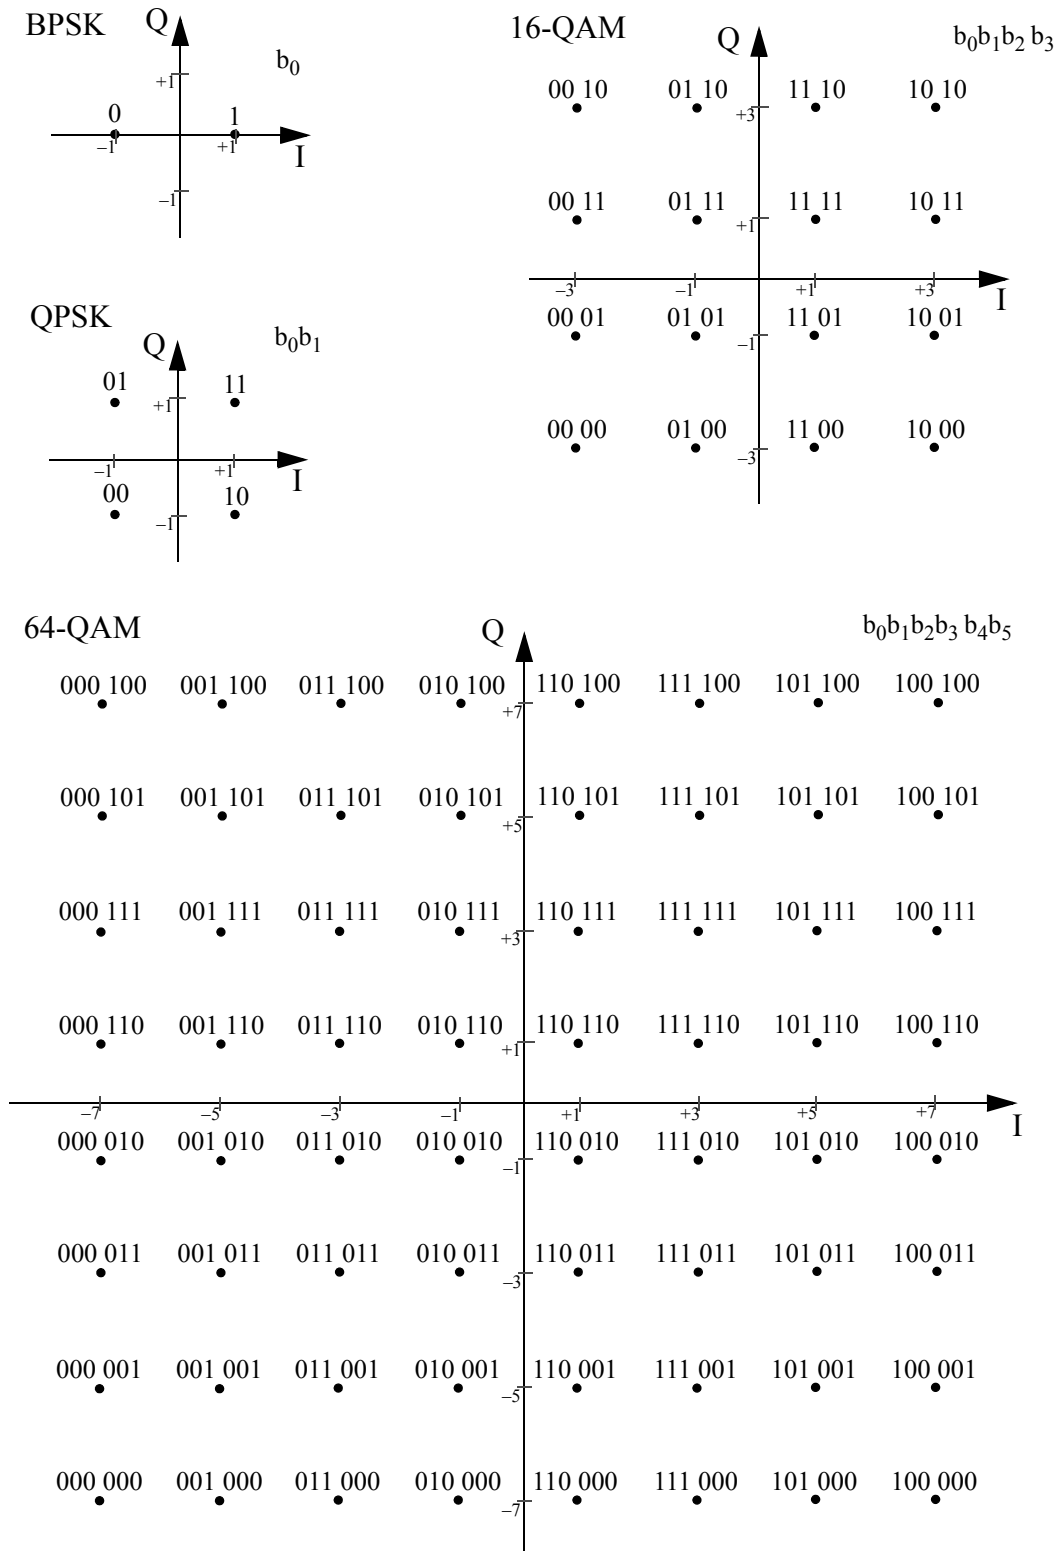 BPSK
Q
b0
+1
0 1
–1 +1
I
–1
16-QAM
Q
b0b1b2 b3
00 10 01 10 11 10 10 10
+3
00 11 01 11 11 11 10 11
+1
–3 –1 +1 +3
I
00 01 01 01 11 01 10 01
–1
00 00 01 00 11 00 10 00
–3
QPSK
Q
b0b1
01 11
+1
–1 +1
I
00 10
–1
64-QAM
Q
b0b1b2b3 b4b5
000 100 001 100 011 100 010 100 110 100 111 100 101 100 100 100
+7
000 101 001 101 011 101 010 101 110 101 111 101 101 101 100 101
+5
000 111 001 111 011 111 010 111 110 111 111 111 101 111 100 111
+3
000 110 001 110 011 110 010 110 110 110 111 110 101 110 100 110
+1
–7 –5 –3 –1 +1 +3 +5 +7
I
000 010 001 010 011 010 010 010 110 010 111 010 101 010 100 010
–1
000 011 001 011 011 011 010 011 110 011 111 011 101 011 100 011
–3
000 001 001 001 011 001 010 001 110 001 111 001 101 001 100 001
–5
000 000 001 000 011 000 010 000 110 000 111 000 101 000 100 000
–7